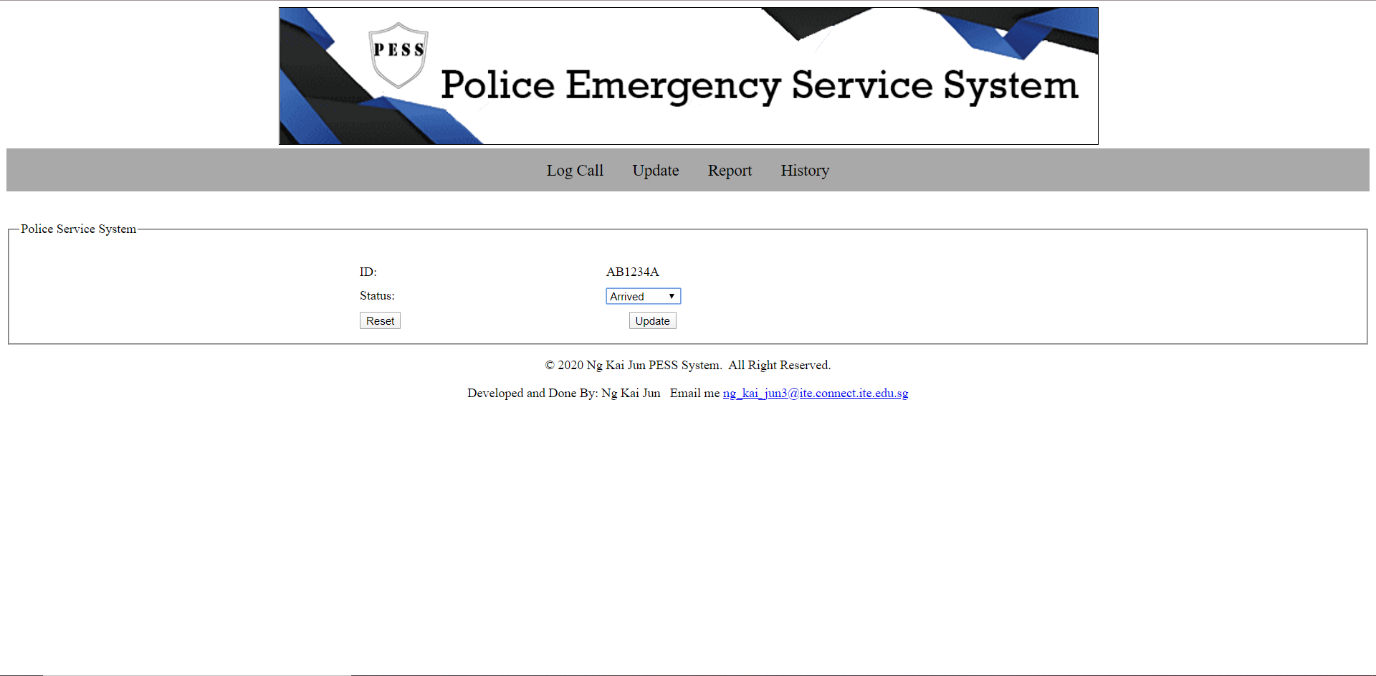 PESS
Police Emergency Service System
Log Call Update Report History
Police Service System
ID: AB1234A
Status: Arrived
Reset Update
© 2020 Ng Kai Jun PESS System. All Right Reserved.
Developed and Done By: Ng Kai Jun Email me ng_kai_jun3@ite.connect.ite.edu.sg